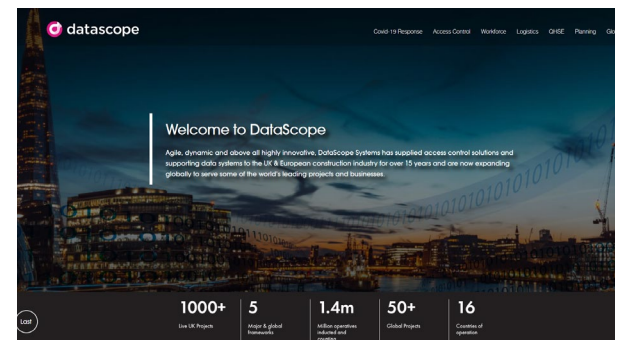 datascope
Covid-19 Response Access Control Workforce Logistics QHSE Planning Glo
Welcome to DataScope
Agile, dynamic and above all highly innovative, DataScope Systems has supplied access control solutions and
supporting data systems to the UK & European construction industry for over 15 years and are now expanding
globally to serve some of the world's leading projects and businesses
1101011
010101010101010101010
Last
1000+
Live UK Projects
5
Major & global
frameworks
1.4m
Million operatives
inducted and
counting
50+
Global Projects
16
Countries of
operation